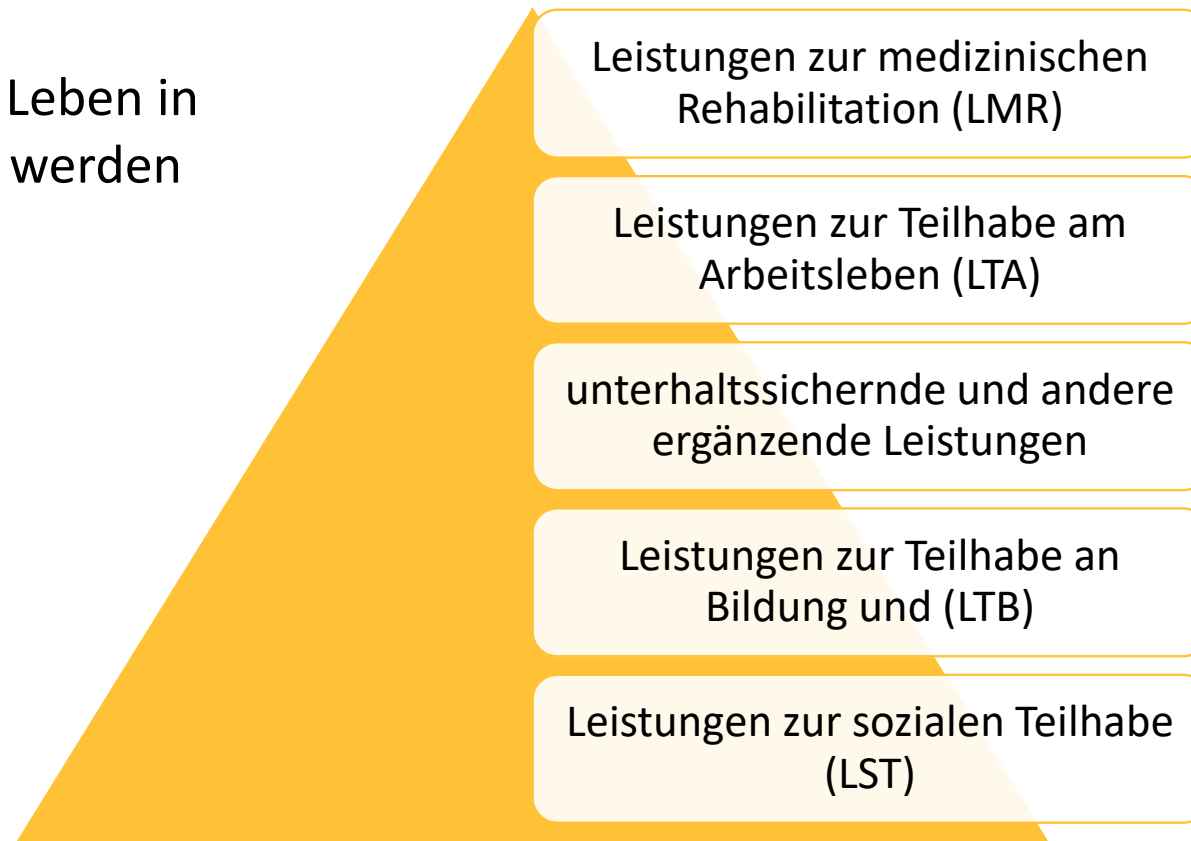 Leben in
werden
Leistungen zur medizinischen
Rehabilitation (LMR)
Leistungen zur Teilhabe am
Arbeitsleben (LTA)
unterhaltssichernde und andere
ergänzende Leistungen
Leistungen zur Teilhabe an
Bildung und (LTB)
Leistungen zur sozialen Teilhabe
(LST)